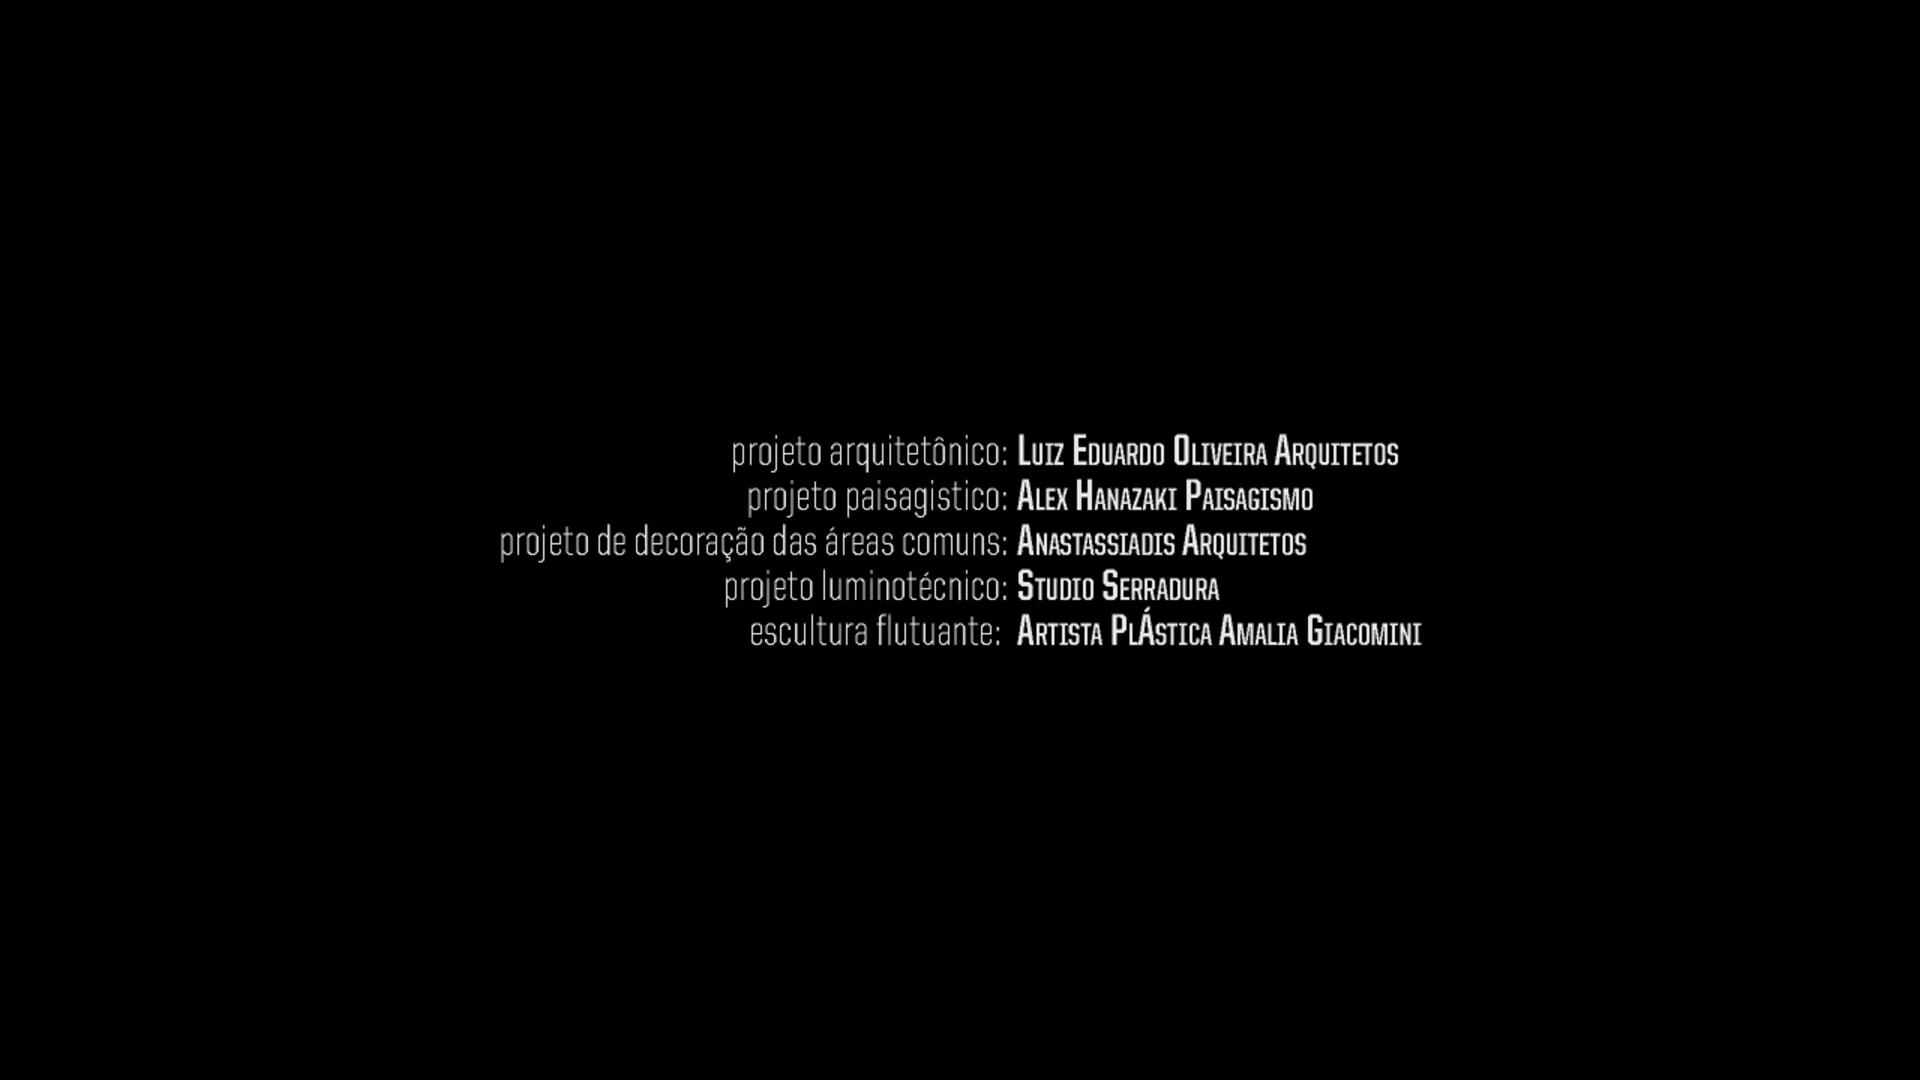 projeto arquitetônico: Luiz Eduardo Oliveira Arquitetos
projeto paisagistico: Alex Hanazaki Paisagismo
projeto de decoração das áreas comuns: Anastassiadis Arquitetos
projeto luminotécnico: Studio Serradura
escultura flutuante: Artista PlÁstica Amalia Giacomini